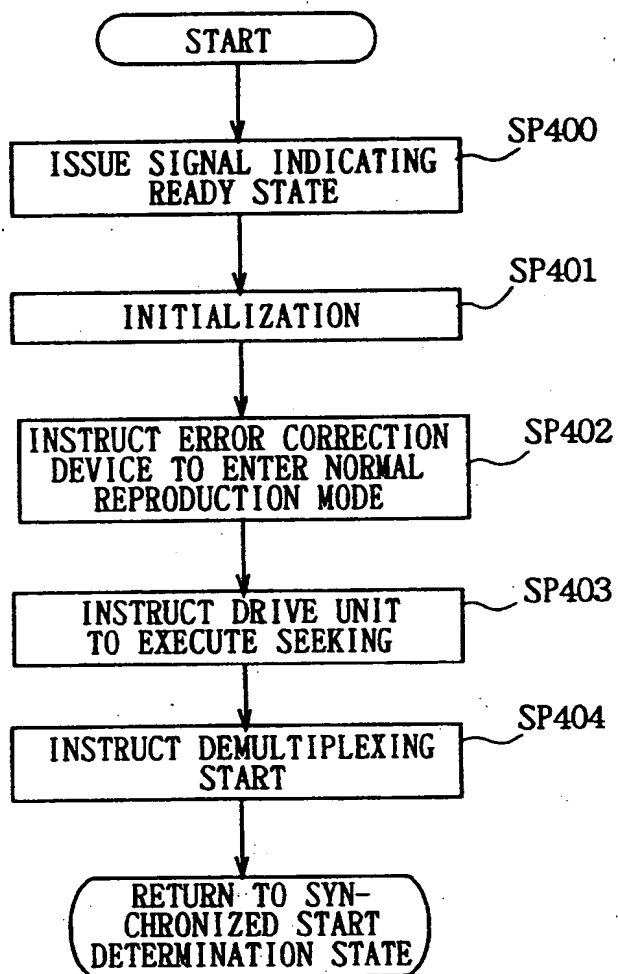 START
SP400
ISSUE SIGNAL INDICATING
READY STATE
SP401
INITIALIZATION
SP402
INSTRUCT ERROR CORRECTION
DEVICE TO ENTER NORMAL
REPRODUCTION MODE
SP403
INSTRUCT DRIVE UNIT
TO EXECUTE SEEKING
SP404
INSTRUCT DEMULTIPLEXING
START
RETURN TO SYN-
CHRONIZED START
DETERMINATION STATE